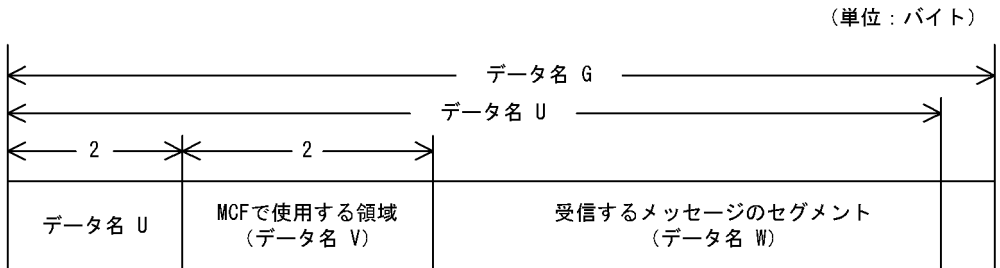 （単位：バイト）
データ名 G
データ名 U
2
2
データ名 U
MCFで使用する領域
（データ名 V）
受信するメッセージのセグメント
（データ名 W）